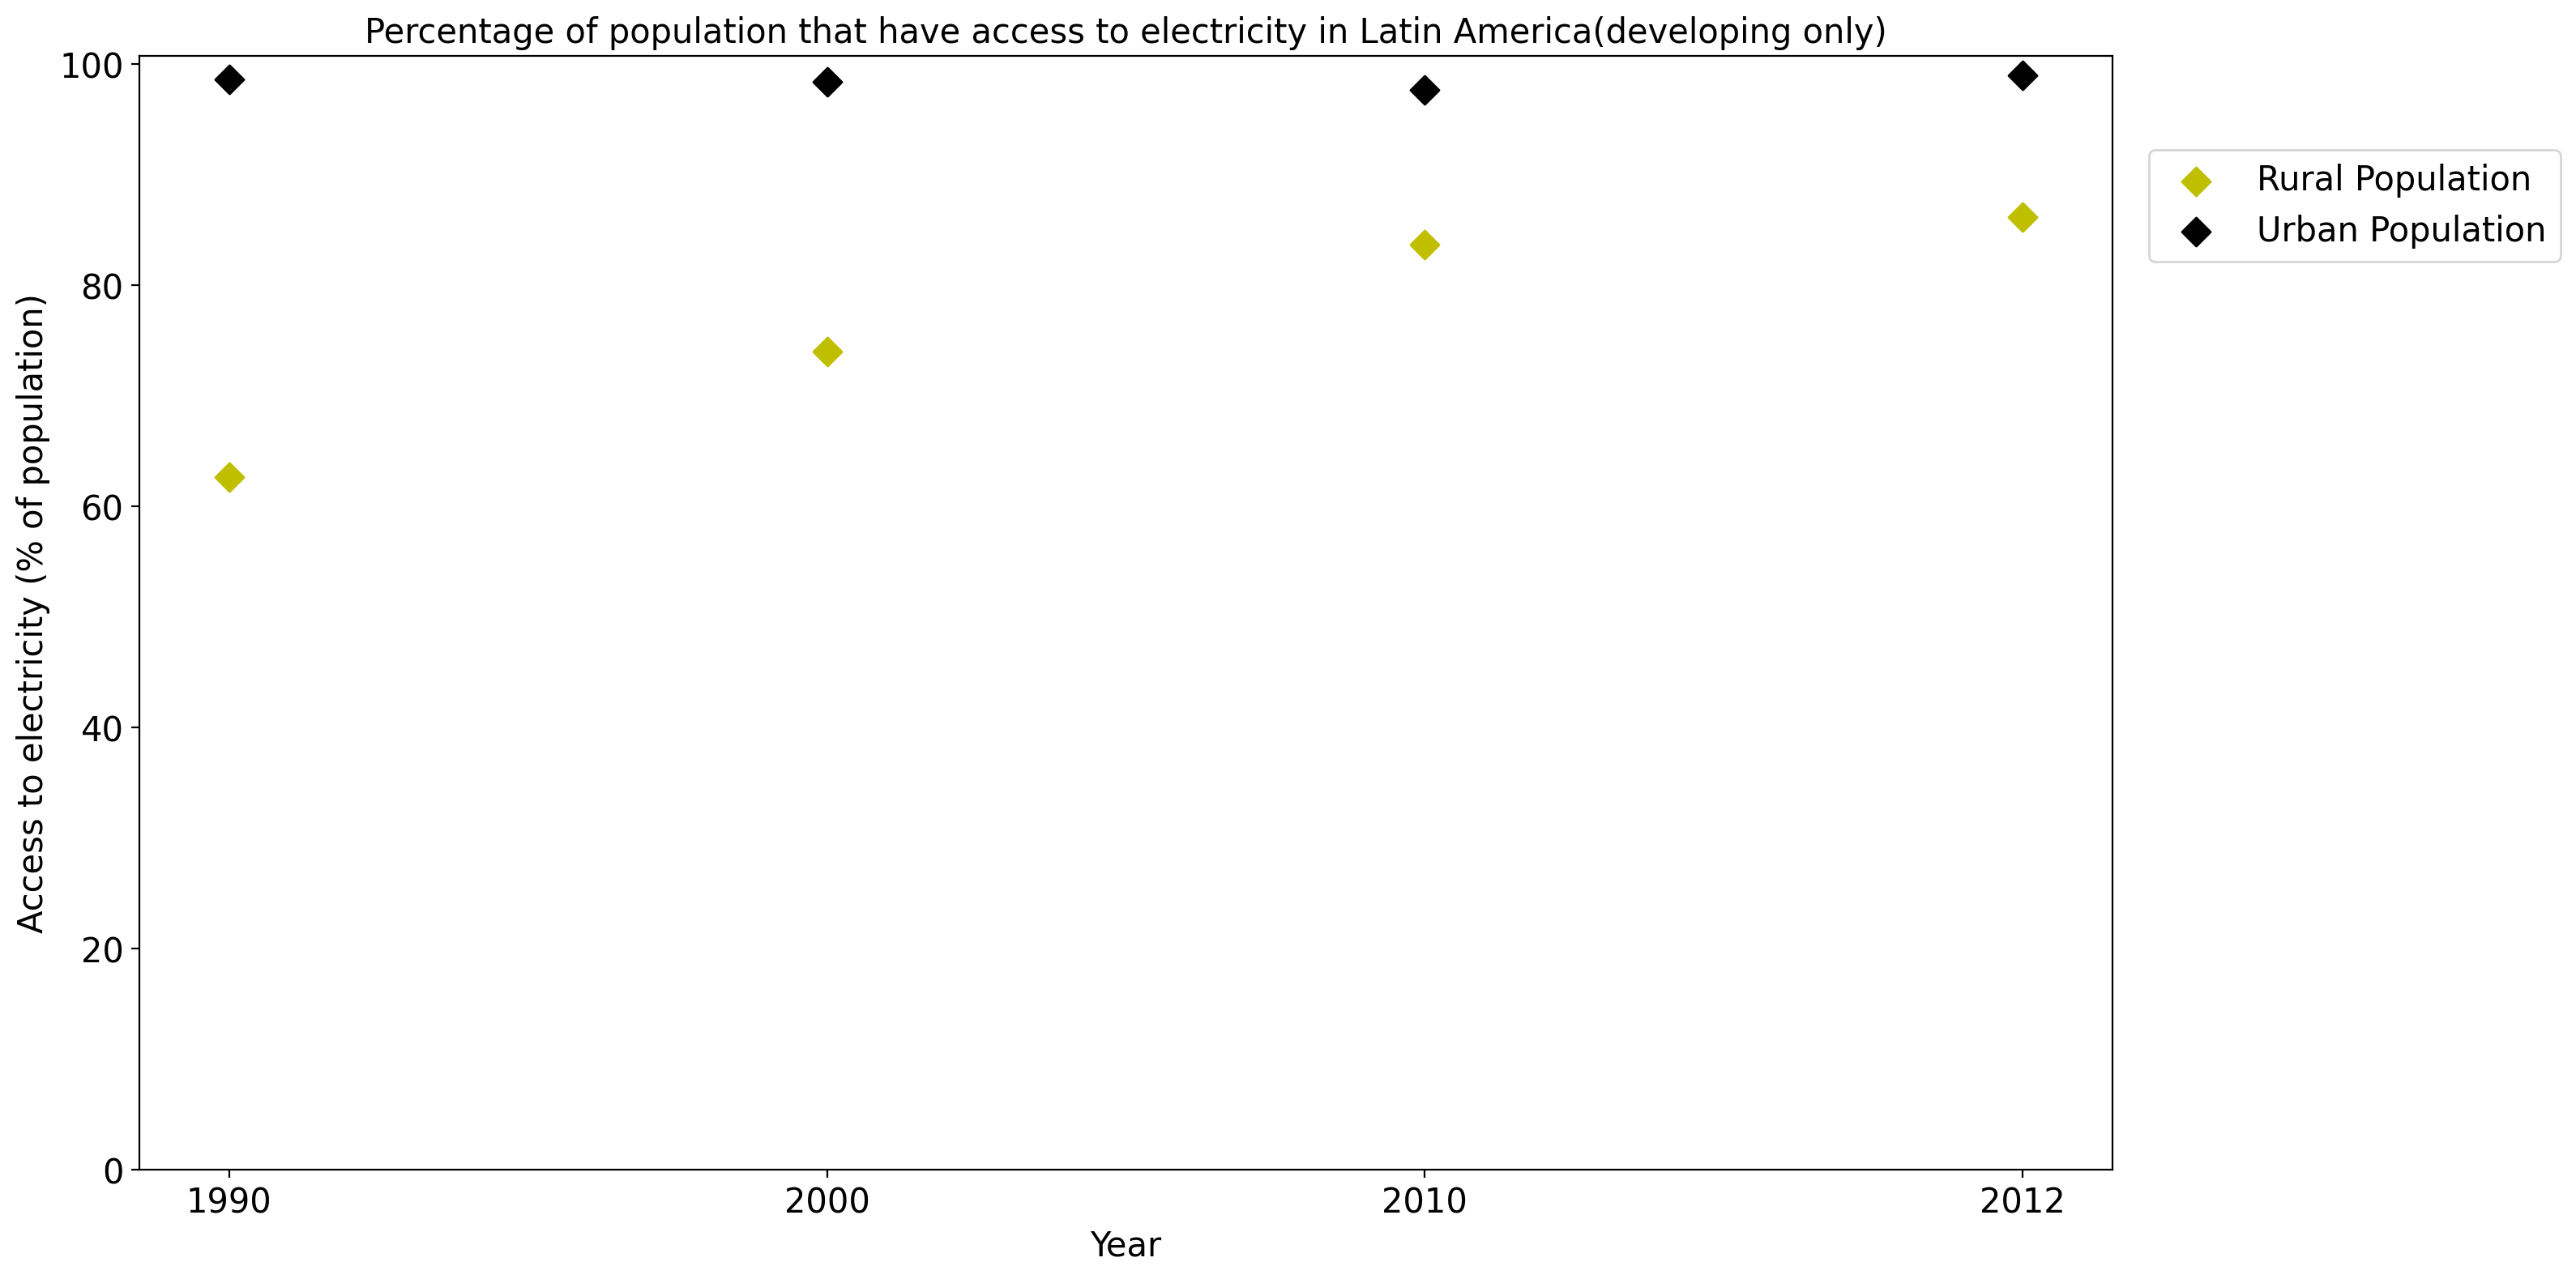 Percentage of population that have access to electricity in Latin America(developing only)
100
80
60
40
20
0
Access to electricity (% of population)
1990 2000 2010 2012
Year
Rural Population
Urban Population